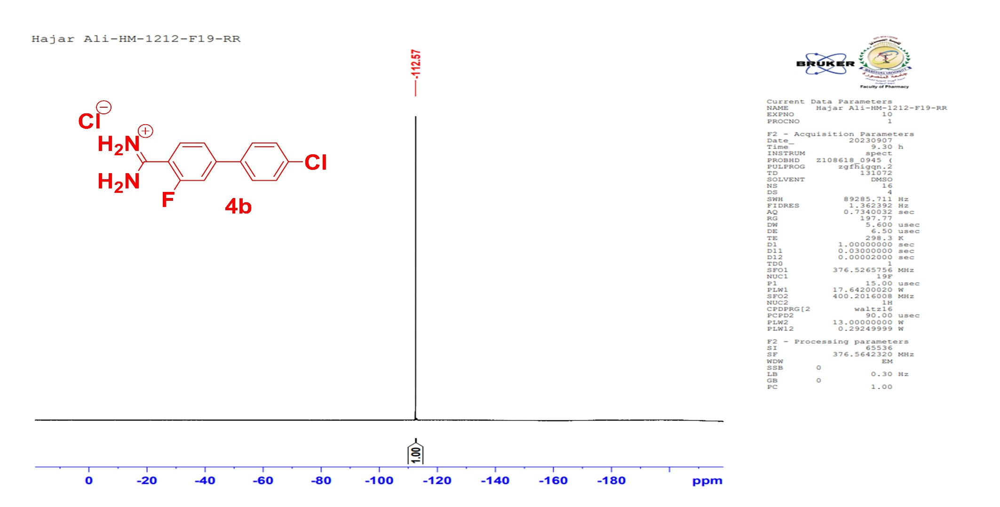 Hajar Ali-HM-1212-F19-RR
-112.57
BRUKER
MANSOURA UNIVERSITY
جامعة المنصورة
Faculty of Pharmacy
Cl⊖
H₂N⊕
H₂N
F
Cl
4b
Current Data Parameters
NAME Hajar Ali-HM-1212-F19-RR
EXPNO 10
PROCNO 1
F2 - Acquisition Parameters
Date_ 20230907
Time 9.30 h
INSTRUM spect
PROBHD Z108618_0945 (
PULPROG zgfhigqn.2
TD 131072
SOLVENT DMSO
NS 16
DS 4
SWH 89285.711 Hz
FIDRES 1.362392 Hz
AQ 0.7340032 sec
RG 197.77
DW 5.600 usec
DE 6.50 usec
TE 298.3 K
D1 1.00000000 sec
D11 0.03000000 sec
D12 0.00002000 sec
TD0 1
SFO1 376.5265756 MHz
NUC1 19F
P1 15.00 usec
PLW1 17.64200020 W
SFO2 400.2016008 MHz
NUC2 1H
CPDPRG[2 waltz16
PCPD2 90.00 usec
PLW2 13.00000000 W
PLW12 0.29249999 W
F2 - Processing parameters
SI 65536
SF 376.5642320 MHz
WDW EM
SSB 0
LB 0.30 Hz
GB 0
PC 1.00
1.00
0 -20 -40 -60 -80 -100 -120 -140 -160 -180 ppm